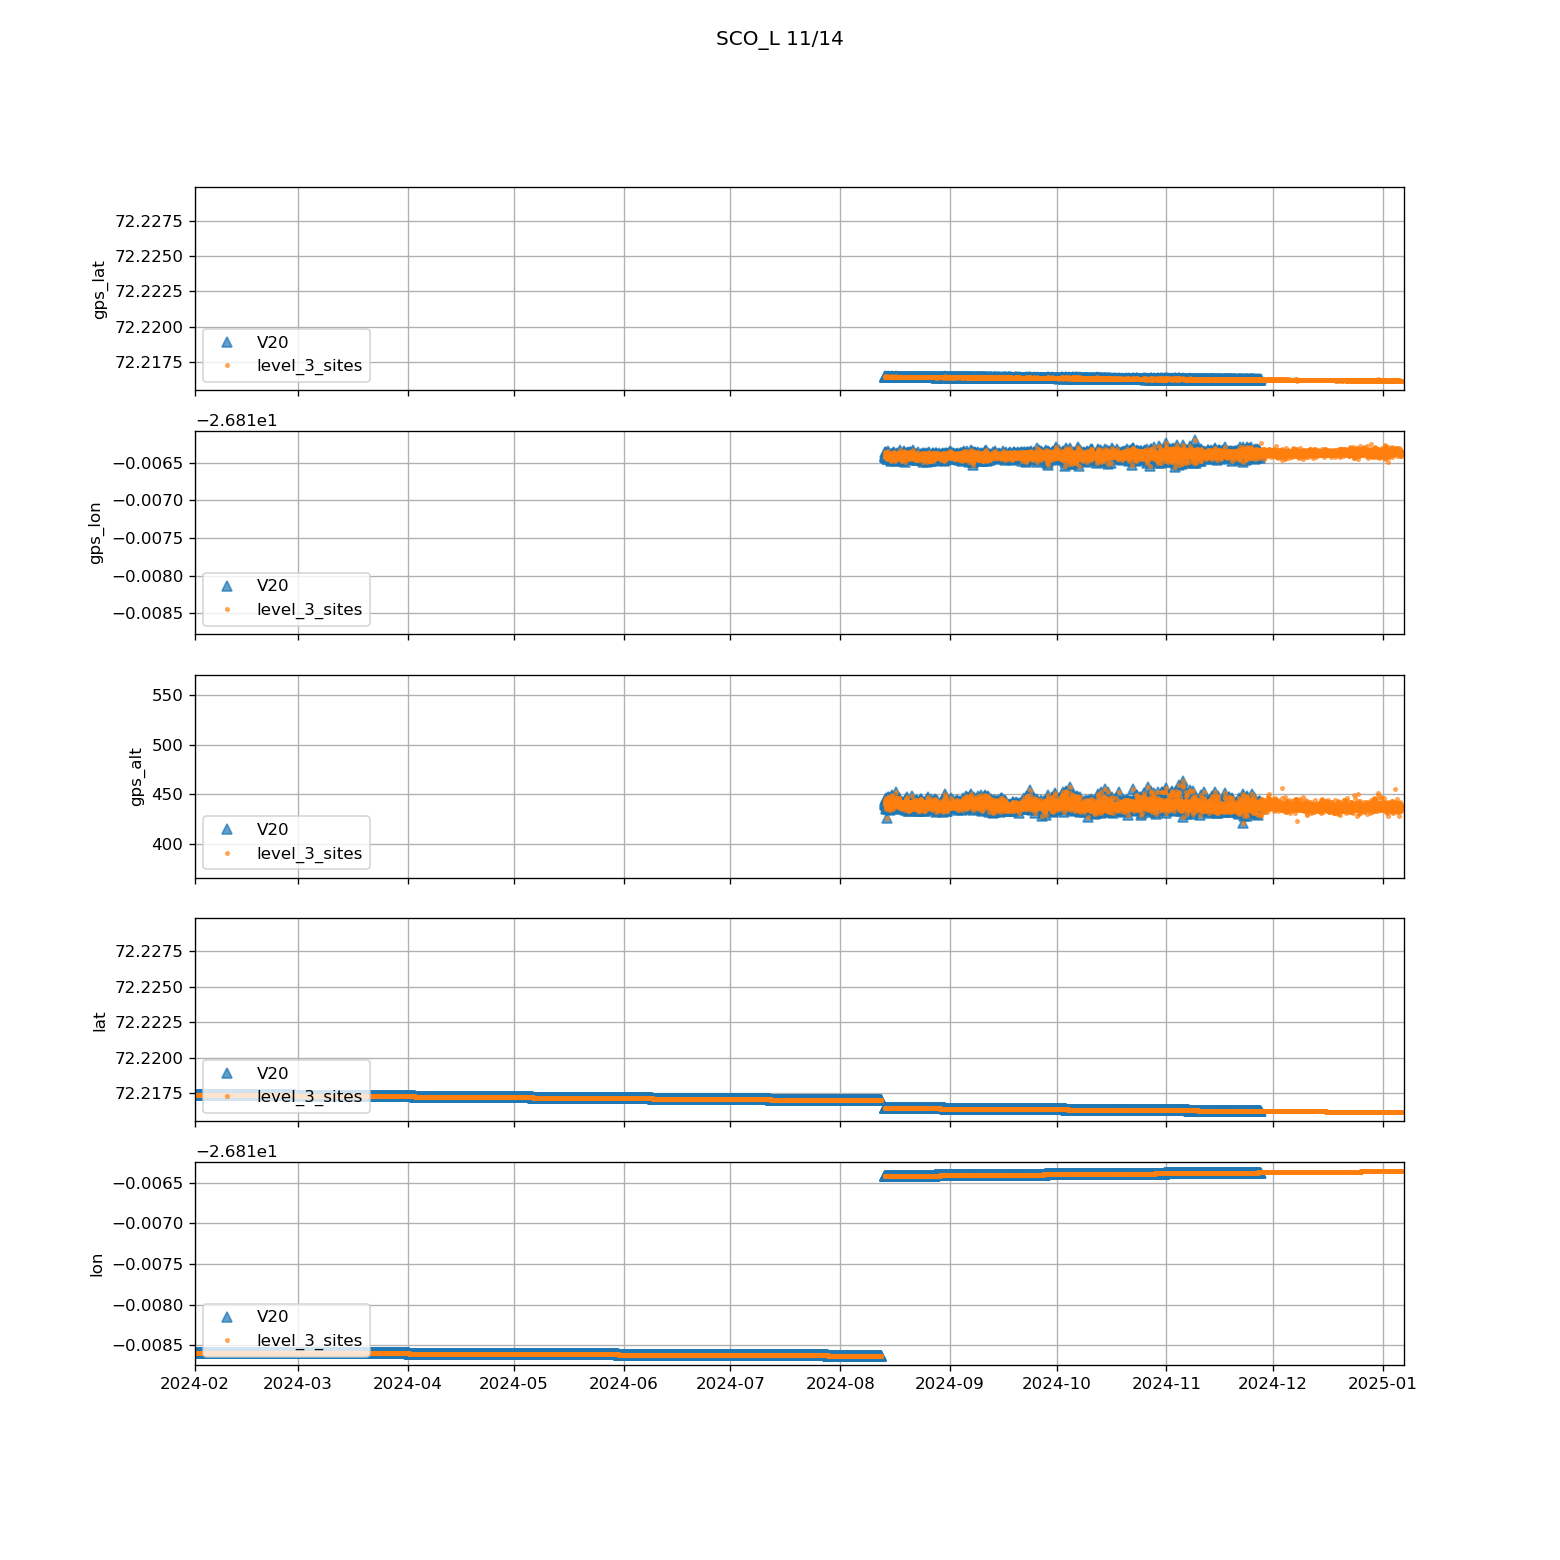 SCO_L 11/14
72.2275
72.2250
72.2225
72.2200
72.2175
gps_lat
V20
level_3_sites
−2.681e1
−0.0065
−0.0070
−0.0075
−0.0080
−0.0085
gps_lon
V20
level_3_sites
550
500
450
400
gps_alt
V20
level_3_sites
72.2275
72.2250
72.2225
72.2200
72.2175
lat
V20
level_3_sites
−2.681e1
−0.0065
−0.0070
−0.0075
−0.0080
−0.0085
lon
V20
level_3_sites
2024-02 2024-03 2024-04 2024-05 2024-06 2024-07 2024-08 2024-09 2024-10 2024-11 2024-12 2025-01